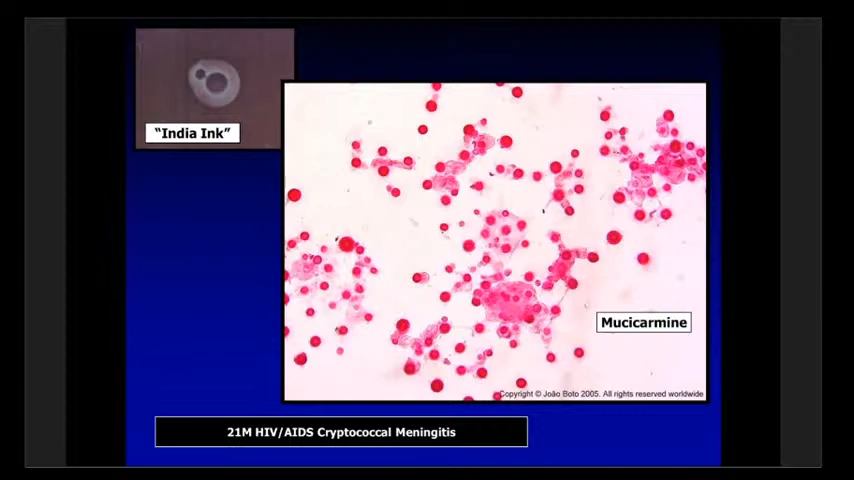 "India Ink"
Mucicarmine
Copyright © João Boto 2005. All rights reserved worldwide
21M HIV/AIDS Cryptococcal Meningitis